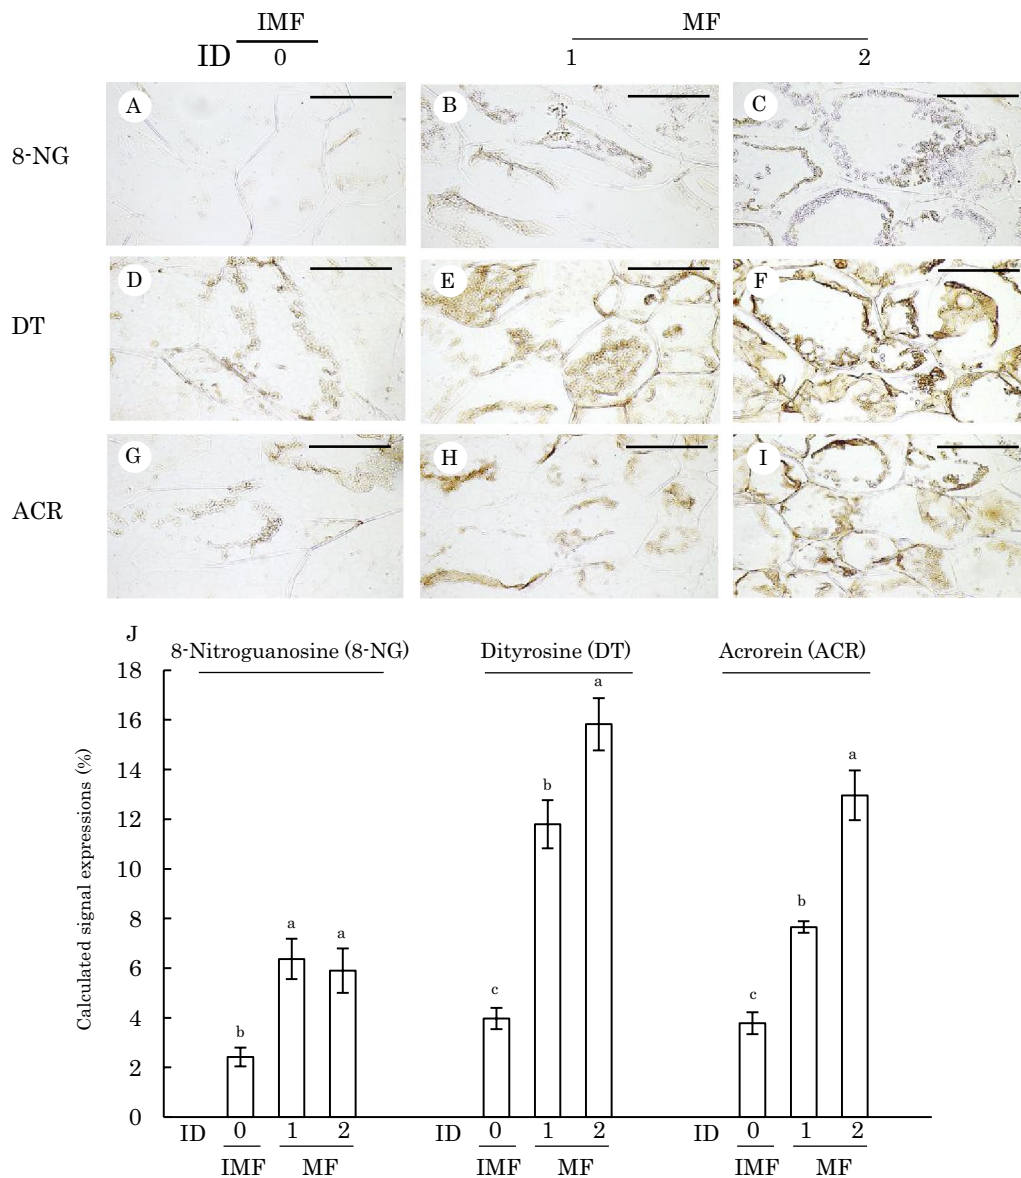 IMF MF
ID 0 1 2
A B C
8-NG
D E F
DT
G H I
ACR
J
8-Nitroguanosine (8-NG) Dityrosine (DT) Acrorein (ACR)
18
16
14
12
10
8
6
4
2
0
Calculated signal expressions (%)
b a a
c b a
c b a
ID 0 1 2 ID 0 1 2 ID 0 1 2
IMF MF IMF MF IMF MF